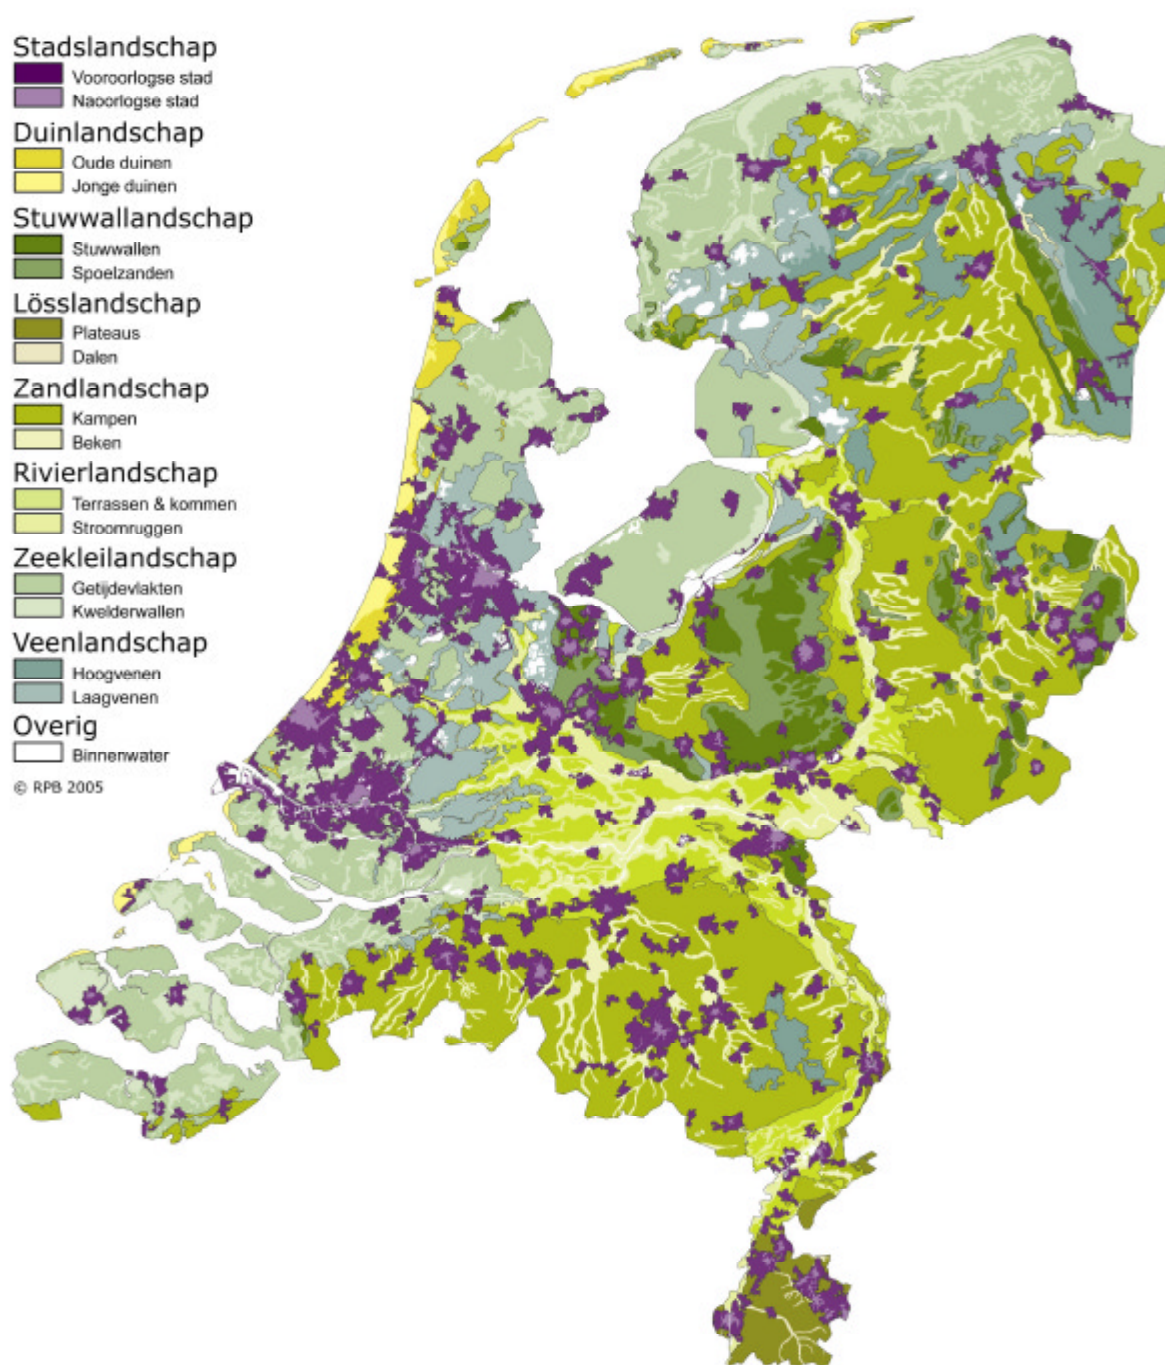 Stadslandschap
Vooroorlogse stad
Naoorlogse stad
Duinlandschap
Oude duinen
Jonge duinen
Stuwwallandschap
Stuwwallen
Spoelzanden
Lösslandschap
Plateaus
Dalen
Zandlandschap
Kampen
Beken
Rivierlandschap
Terrassen & kommen
Stroomruggen
Zeekleilandschap
Getijdevlakten
Kwelderwallen
Veenlandschap
Hoogvenen
Laagvenen
Overig
Binnenwater
© RPB 2005